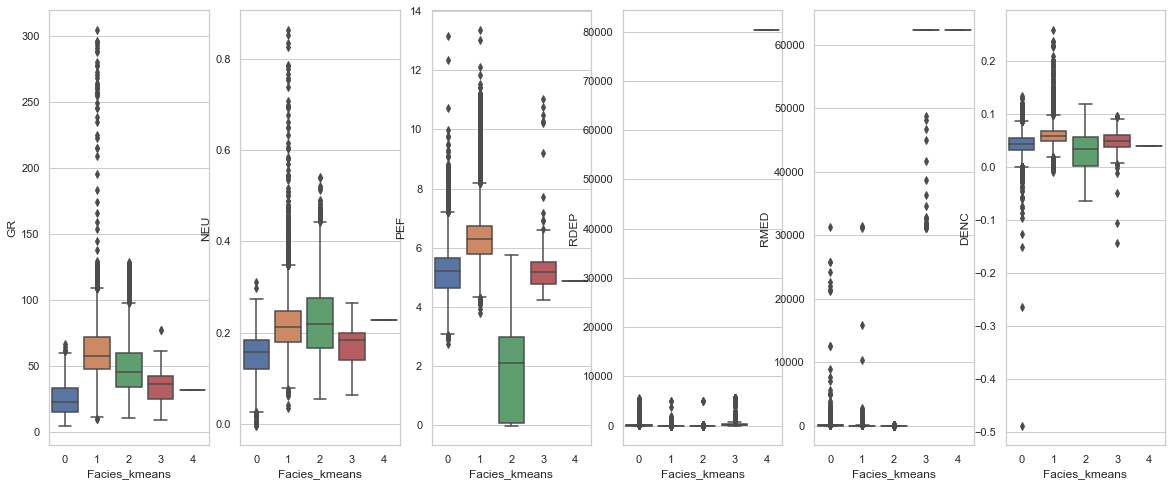 GR
300
250
200
150
100
50
0
0 1 2 3 4
Facies_kmeans
NEU
0.8
0.6
0.4
0.2
0.0
0 1 2 3 4
Facies_kmeans
PEF
14
12
10
8
6
4
2
0
0 1 2 3 4
Facies_kmeans
RDEP
80000
70000
60000
50000
40000
30000
20000
10000
0
0 1 2 3 4
Facies_kmeans
RMED
60000
50000
40000
30000
20000
10000
0
0 1 2 3 4
Facies_kmeans
DENC
0.2
0.1
0.0
−0.1
−0.2
−0.3
−0.4
−0.5
0 1 2 3 4
Facies_kmeans